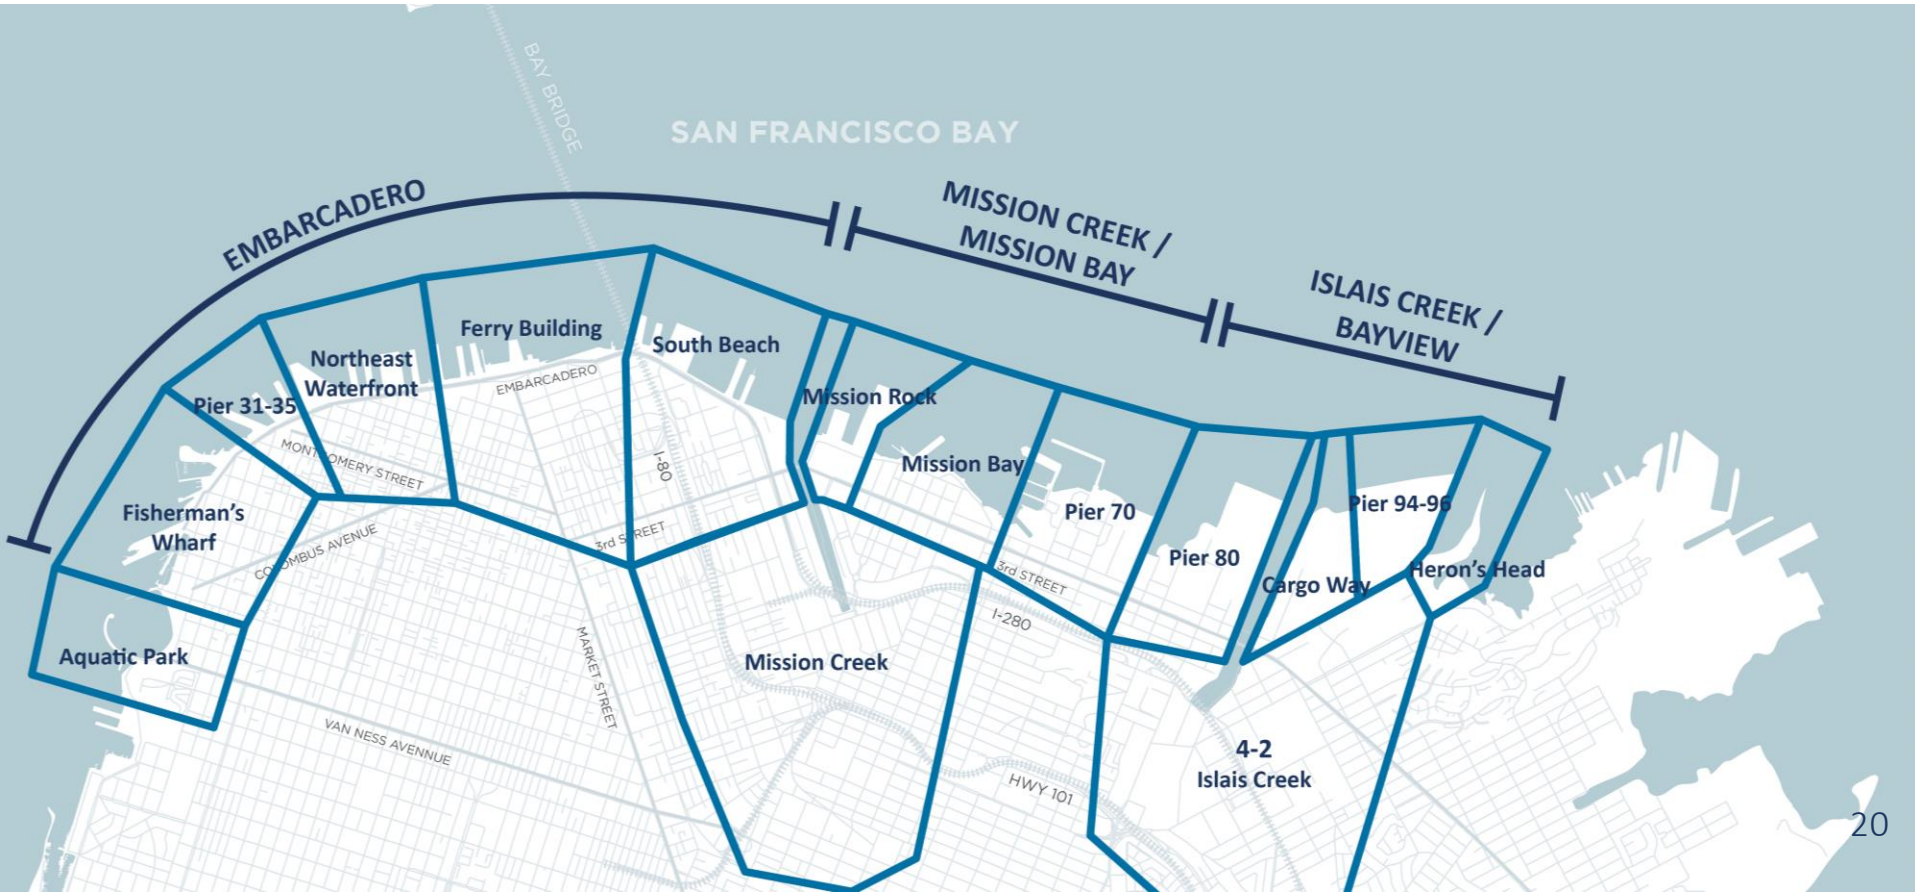 BAY BRIDGE
SAN FRANCISCO BAY
EMBARCADERO
MISSION CREEK /
MISSION BAY
ISLAIS CREEK /
BAYVIEW
Ferry Building
South Beach
Northeast
Waterfront
EMBARCADERO
Pier 31-35
Mission Rock
MONTGOMERY STREET
I-80
Mission Bay
Fisherman's
Wharf
Pier 70
Pier 94-96
COLUMBUS AVENUE
3rd STREET
Pier 80
3rd STREET
Cargo Way
Heron's Head
I-280
Aquatic Park
MARKET STREET
Mission Creek
VAN NESS AVENNUE
4-2
Islais Creek
HWY 101
20